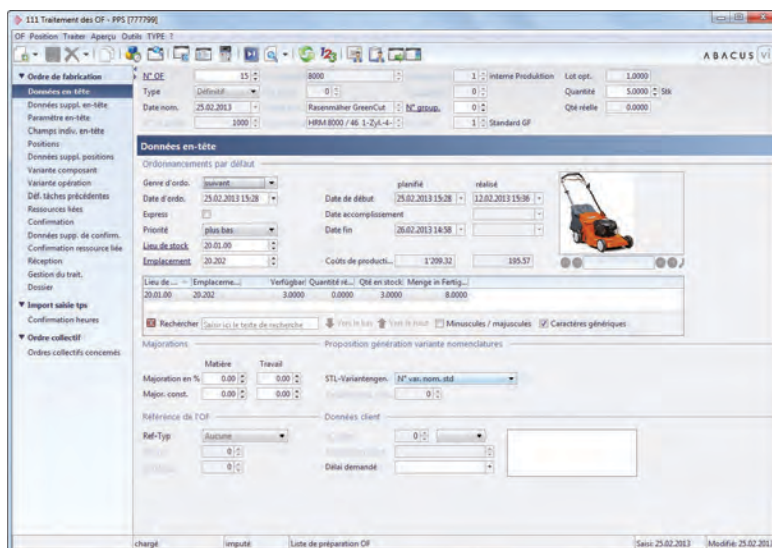 111 Traitement des OF - PPS [777799]
OF Position Traiter Aperçu Outils TYPE ?
ABACUS vi
Ordre de fabrication
Données en-tête
Données suppl. en-tête
Paramètre en-tête
Champs indiv. en-tête
Positions
Données suppl. positions
Variante composant
Variante opération
Déf. tâches précédentes
Ressources liées
Confirmation
Données supp. de confirm.
Confirmation ressource liée
Réception
Gestion du trait.
Dossier
Import saisie tps
Confirmation heures
Ordre collectif
Ordres collectifs concernés
N° OF 15 8000 1 Interne Produktion Lot opt. 1.0000
Type Définitif 0 0 Quantité 5.0000 Stk
Date nom. 25.02.2013 Rasenmäher GreenCut N° group. 0 Qté réelle 0.0000
1000 HRM 8000 / 46 1-Zyl.-4- 1 Standard GF
Données en-tête
Ordonnancements par défaut
Genre d'ordo. suivant planifié réalisé
Date d'ordo. 25.02.2013 15:28 Date de début 25.02.2013 15:28 12.02.2013 15:36
Express Date accomplissement
Priorité plus bas Date fin 26.02.2013 14:58
Lieu de stock 20.01.00
Emplacement 20.202 Coûts de producti... 1'209.32 195.57
Lieu de... Emplaceme... Verfügbar Quantité ré... Qté en stock Menge in Fertig...
20.01.00 20.202 3.0000 0.0000 3.0000 8.0000
Rechercher Saisir ici le texte de recherche Vers le bas Vers le haut Minuscules / majuscules Caractères génériques
Majorations Proposition génération variante nomenclatures
Matière Travail
Majoration en % 0.00 0.00 STL-Variantengen. N° var. nom. std
Major. const. 0.00 0.00 0
Référence de l'OF Données client
Ref-Typ Aucune 0
0
0 Délai demandé
chargé imputé Liste de préparation OF Saisi: 25.02.2013 Modifié: 25.02.201